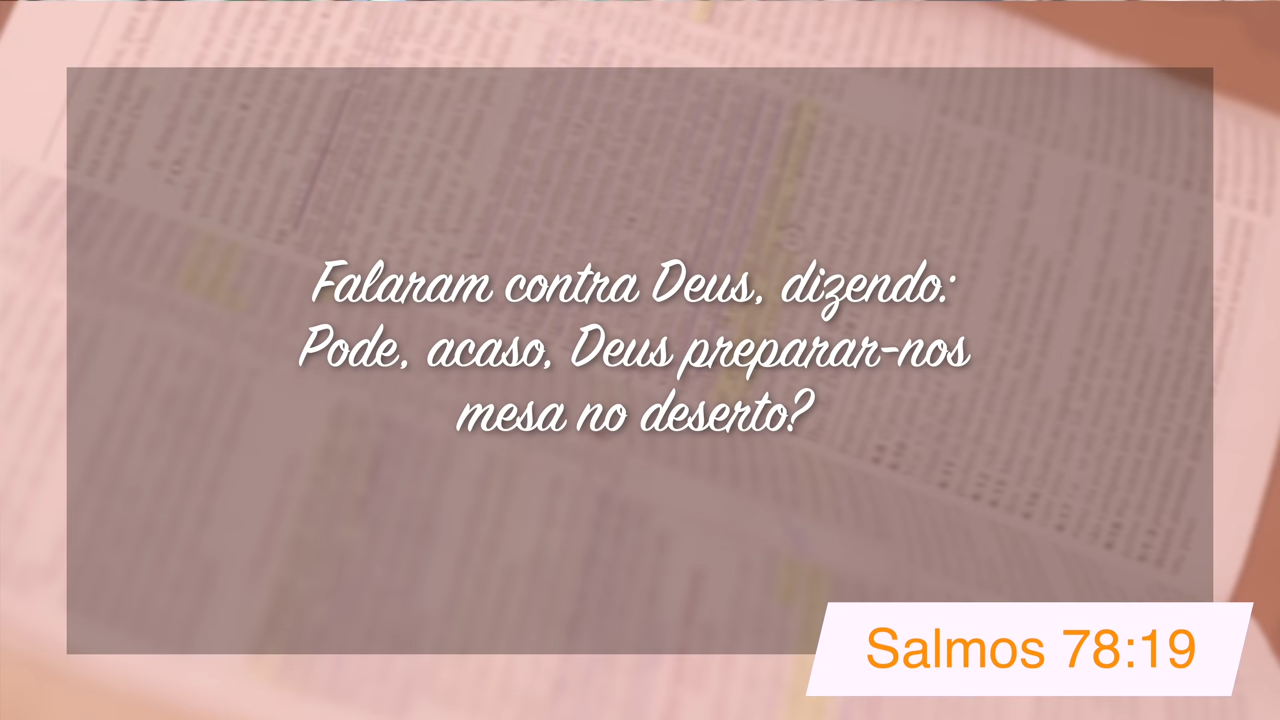 Falaram contra Deus, dizendo:
Pode, acaso, Deus preparar-nos
mesa no deserto?
Salmos 78:19